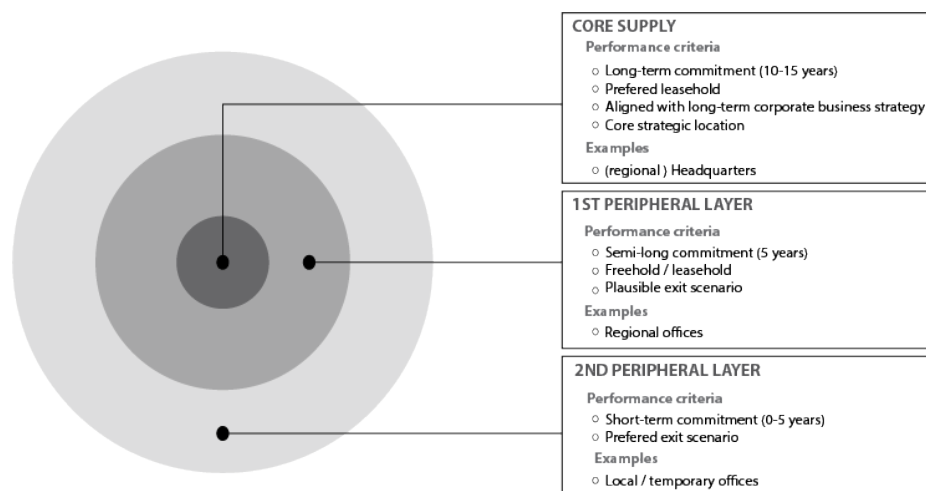 CORE SUPPLY
Performance criteria
○ Long-term commitment (10-15 years)
○ Prefered leasehold
○ Aligned with long-term corporate business strategy
○ Core strategic location
Examples
○ (regional ) Headquarters
1ST PERIPHERAL LAYER
Performance criteria
○ Semi-long commitment (5 years)
○ Freehold / leasehold
○ Plausible exit scenario
Examples
○ Regional offices
2ND PERIPHERAL LAYER
Performance criteria
○ Short-term commitment (0-5 years)
○ Prefered exit scenario
Examples
○ Local / temporary offices